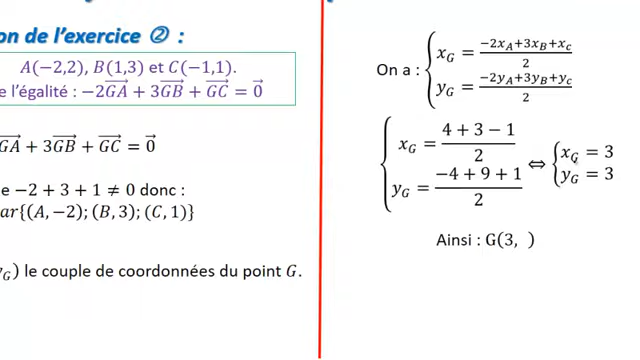 on de l'exercice ② :
A(−2,2), B(1,3) et C(−1,1).
e l'égalité : −2G⃗A⃗ + 3G⃗B⃗ + G⃗C⃗ = 0⃗
GA⃗ + 3GB⃗ + GC⃗ = 0⃗
e −2 + 3 + 1 ≠ 0 donc :
ar{(A, −2); (B, 3); (C, 1)}
y_G) le couple de coordonnées du point G.
On a : { x_G = (−2x_A+3x_B+x_c)/2
y_G = (−2y_A+3y_B+y_c)/2
{ x_G = (4 + 3 − 1)/2
y_G = (−4 + 9 + 1)/2
⇔ { x_G = 3
y_G = 3
Ainsi : G(3, )